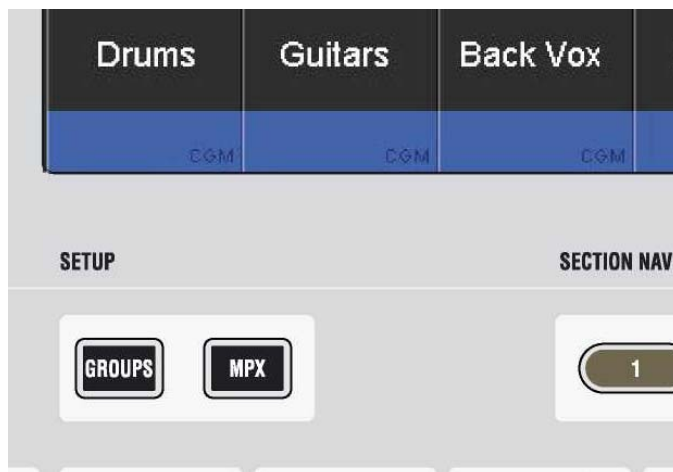 Drums Guitars Back Vox
CGM CGM CGM
SETUP SECTION NAV
GROUPS MPX 1